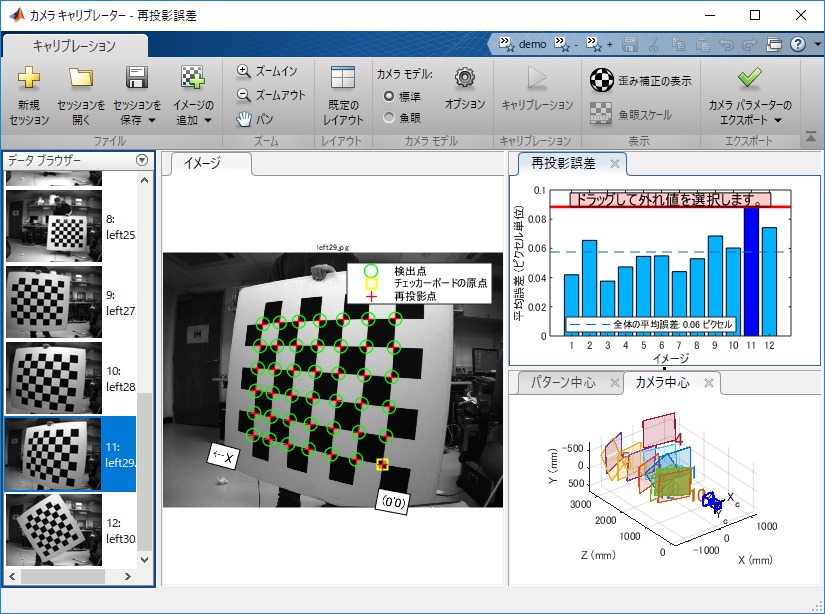 カメラ キャリブレーター - 再投影誤差
キャリブレーション
demo
新規
セッション
セッションを
開く
セッションを
保存
イメージの
追加
ファイル
ズームイン
ズームアウト
パン
ズーム
既定の
レイアウト
レイアウト
カメラ モデル:
標準
魚眼
オプション
カメラ モデル
キャリブレーション
キャリブレーション
歪み補正の表示
魚眼スケール
表示
カメラ パラメーターの
エクスポート
エクスポート
データ ブラウザー
8:
left25.
9:
left27.
10:
left28.
11:
left29.
12:
left30.
イメージ
left29.jpg
検出点
チェッカーボードの原点
再投影点
X-->
(0,0)
再投影誤差
ドラッグして外れ値を選択します。
0.1
0.08
0.06
0.04
0.02
0
平均誤差 (ピクセル単位)
全体の平均誤差: 0.06 ピクセル
1 2 3 4 5 6 7 8 9 10 11 12
イメージ
パターン中心
カメラ中心
Y (mm)
-500
0
500
3000
2000
1000
0
Z (mm)
-1000
0
1000
X (mm)
4
10
Xc
Yc